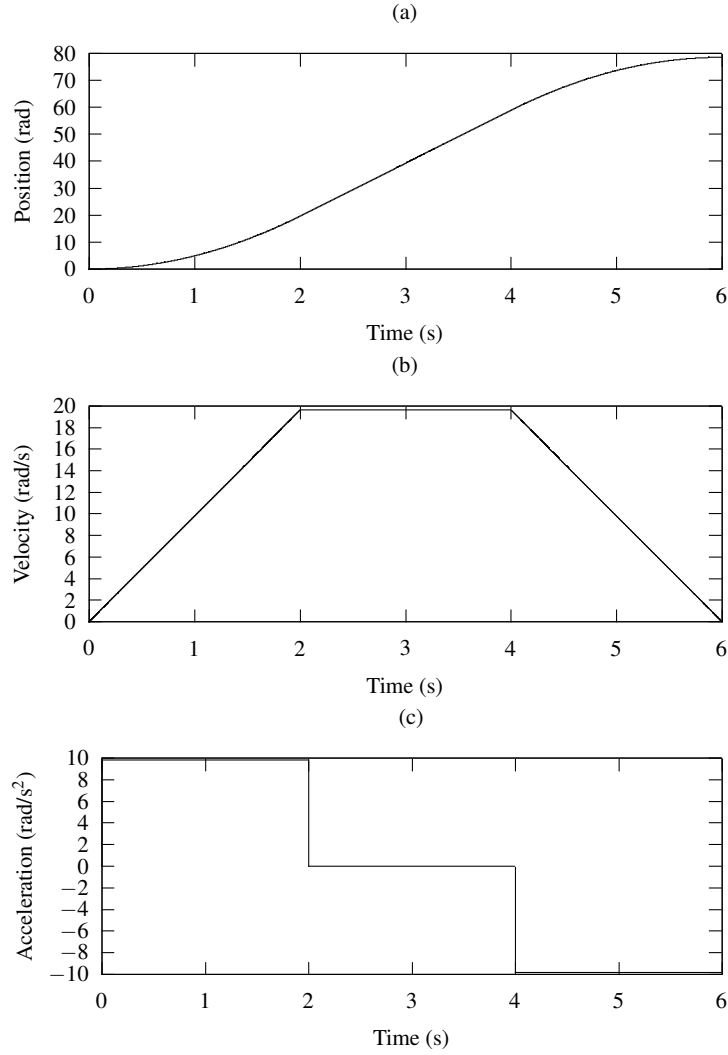 (a)
80
70
60
50
40
30
20
10
0
Position (rad)
0 1 2 3 4 5 6
Time (s)
(b)
20
18
16
14
12
10
8
6
4
2
0
Velocity (rad/s)
0 1 2 3 4 5 6
Time (s)
(c)
10
8
6
4
2
0
−2
−4
−6
−8
−10
Acceleration (rad/s²)
0 1 2 3 4 5 6
Time (s)